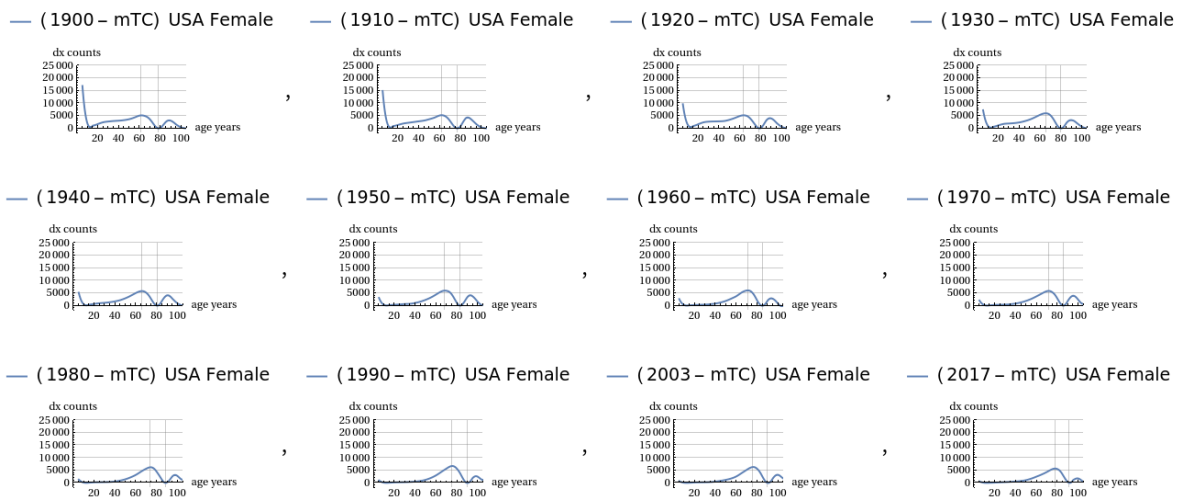 (1900 – mTC) USA Female
dx counts
25 000
20 000
15 000
10 000
5000
0
20 40 60 80 100
age years
,
(1910 – mTC) USA Female
dx counts
25 000
20 000
15 000
10 000
5000
0
20 40 60 80 100
age years
,
(1920 – mTC) USA Female
dx counts
25 000
20 000
15 000
10 000
5000
0
20 40 60 80 100
age years
,
(1930 – mTC) USA Female
dx counts
25 000
20 000
15 000
10 000
5000
0
20 40 60 80 100
age years
(1940 – mTC) USA Female
dx counts
25 000
20 000
15 000
10 000
5000
0
20 40 60 80 100
age years
,
(1950 – mTC) USA Female
dx counts
25 000
20 000
15 000
10 000
5000
0
20 40 60 80 100
age years
,
(1960 – mTC) USA Female
dx counts
25 000
20 000
15 000
10 000
5000
0
20 40 60 80 100
age years
,
(1970 – mTC) USA Female
dx counts
25 000
20 000
15 000
10 000
5000
0
20 40 60 80 100
age years
(1980 – mTC) USA Female
dx counts
25 000
20 000
15 000
10 000
5000
0
20 40 60 80 100
age years
,
(1990 – mTC) USA Female
dx counts
25 000
20 000
15 000
10 000
5000
0
20 40 60 80 100
age years
,
(2003 – mTC) USA Female
dx counts
25 000
20 000
15 000
10 000
5000
0
20 40 60 80 100
age years
,
(2017 – mTC) USA Female
dx counts
25 000
20 000
15 000
10 000
5000
0
20 40 60 80 100
age years